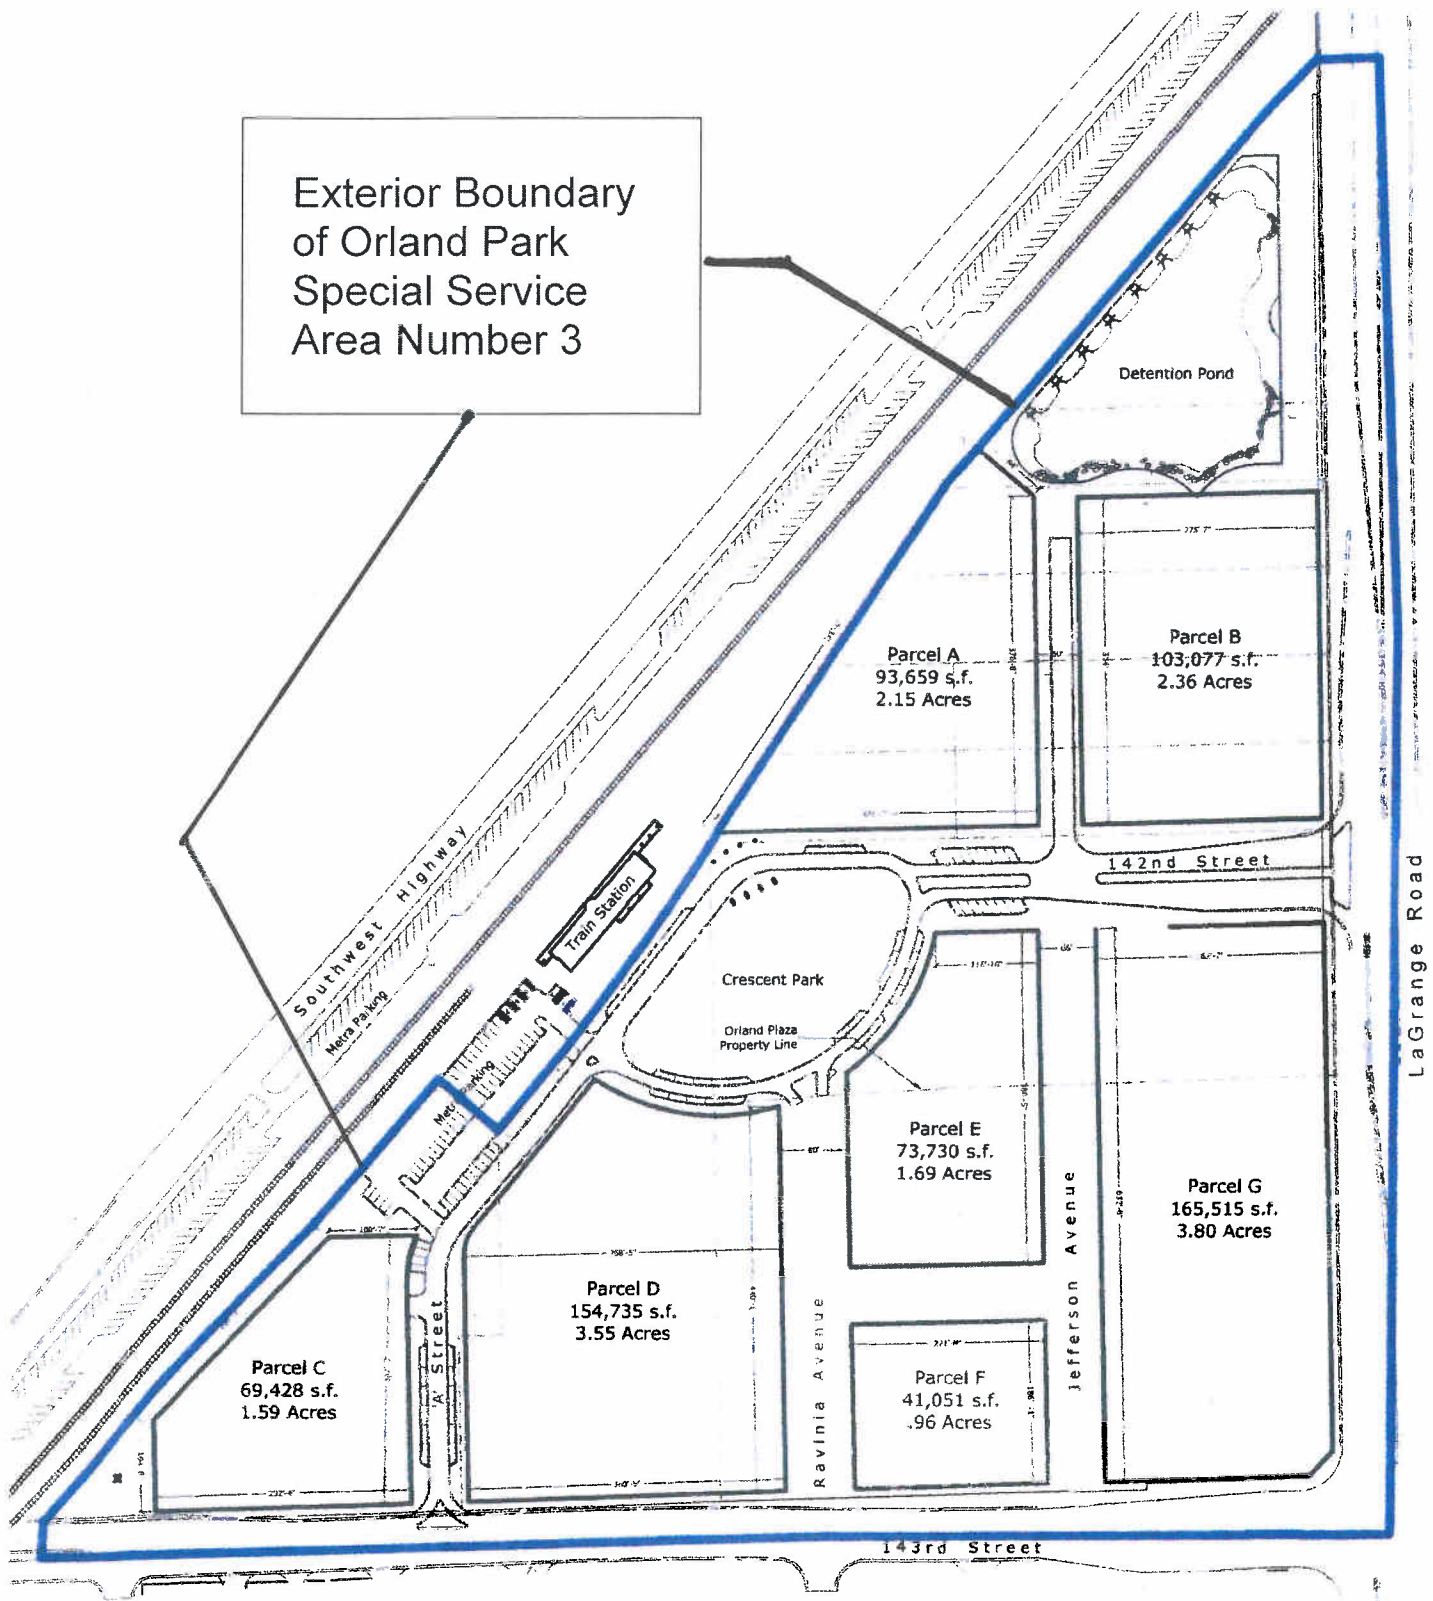 Exterior Boundary
of Orland Park
Special Service
Area Number 3
Detention Pond
275'-7"
Parcel A
93,659 s.f.
2.15 Acres
Parcel B
103,077 s.f.
2.36 Acres
142nd Street
LaGrange Road
Southwest Highway
Metra Parking
Train Station
Crescent Park
Orland Plaza
Property Line
Parcel E
73,730 s.f.
1.69 Acres
Parcel G
165,515 s.f.
3.80 Acres
Parcel D
154,735 s.f.
3.55 Acres
Parcel C
69,428 s.f.
1.59 Acres
'A' Street
Ravinia Avenue
Jefferson Avenue
Parcel F
41,051 s.f.
.96 Acres
143rd Street